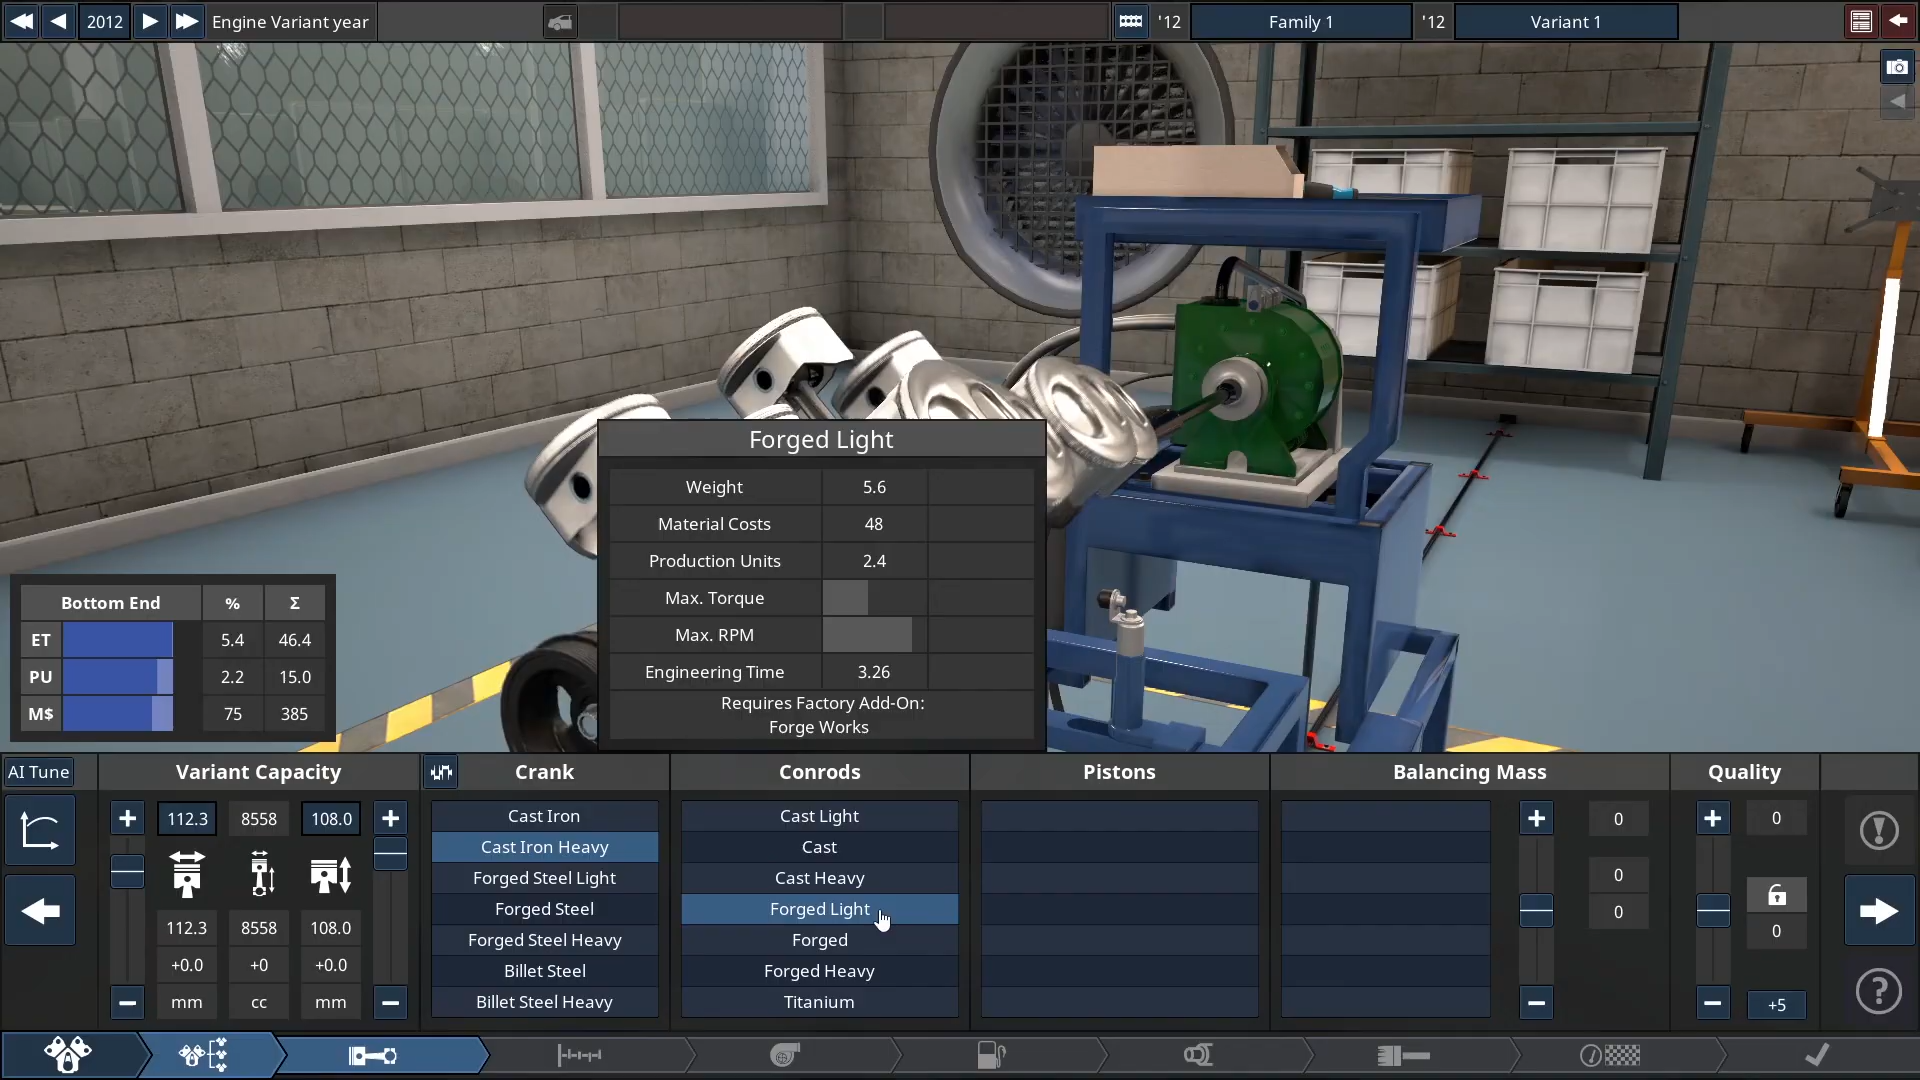 2012
Engine Variant year
'12
Family 1
'12
Variant 1
Forged Light
Weight 5.6
Material Costs 48
Production Units 2.4
Max. Torque
Max. RPM
Engineering Time 3.26
Requires Factory Add-On:
Forge Works
Bottom End % Σ
ET 5.4 46.4
PU 2.2 15.0
M$ 75 385
AI Tune
Variant Capacity
112.3 8558 108.0
112.3 8558 108.0
+0.0 +0 +0.0
mm cc mm
Crank
Cast Iron
Cast Iron Heavy
Forged Steel Light
Forged Steel
Forged Steel Heavy
Billet Steel
Billet Steel Heavy
Conrods
Cast Light
Cast
Cast Heavy
Forged Light
Forged
Forged Heavy
Titanium
Pistons
Balancing Mass
0
0
0
Quality
0
0
+5